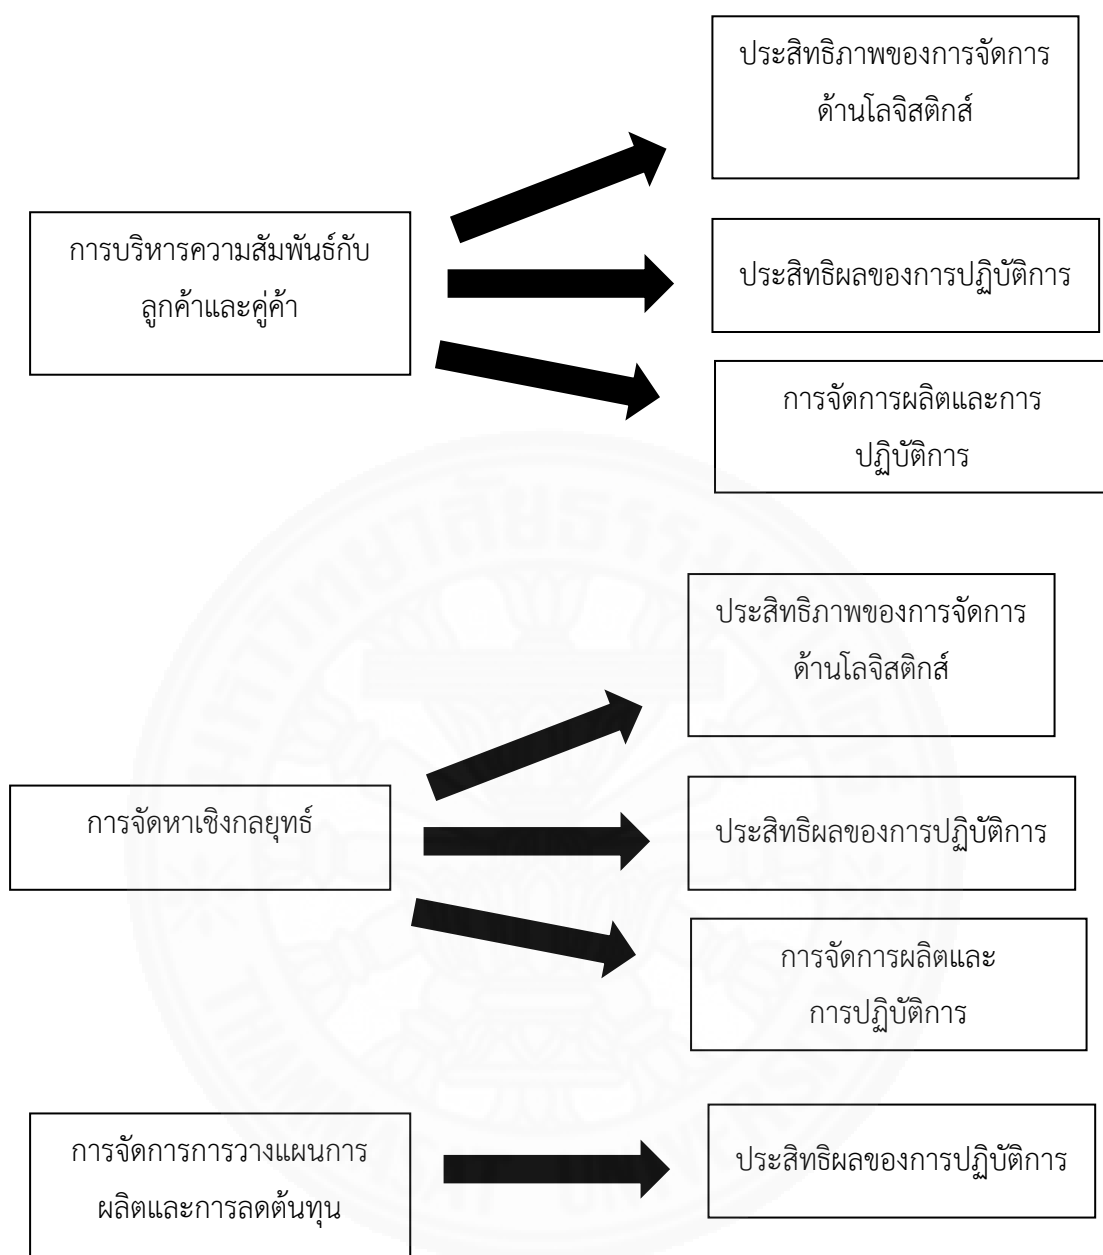 ประสิทธิภาพของการจัดการ
ด้านโลจิสติกส์
การบริหารความสัมพันธ์กับ
ลูกค้าและคู่ค้า
ประสิทธิผลของการปฏิบัติการ
การจัดการผลิตและการ
ปฏิบัติการ
ประสิทธิภาพของการจัดการ
ด้านโลจิสติกส์
การจัดหาเชิงกลยุทธ์
ประสิทธิผลของการปฏิบัติการ
การจัดการผลิตและ
การปฏิบัติการ
การจัดการการวางแผนการ
ผลิตและการลดต้นทุน
ประสิทธิผลของการปฏิบัติการ